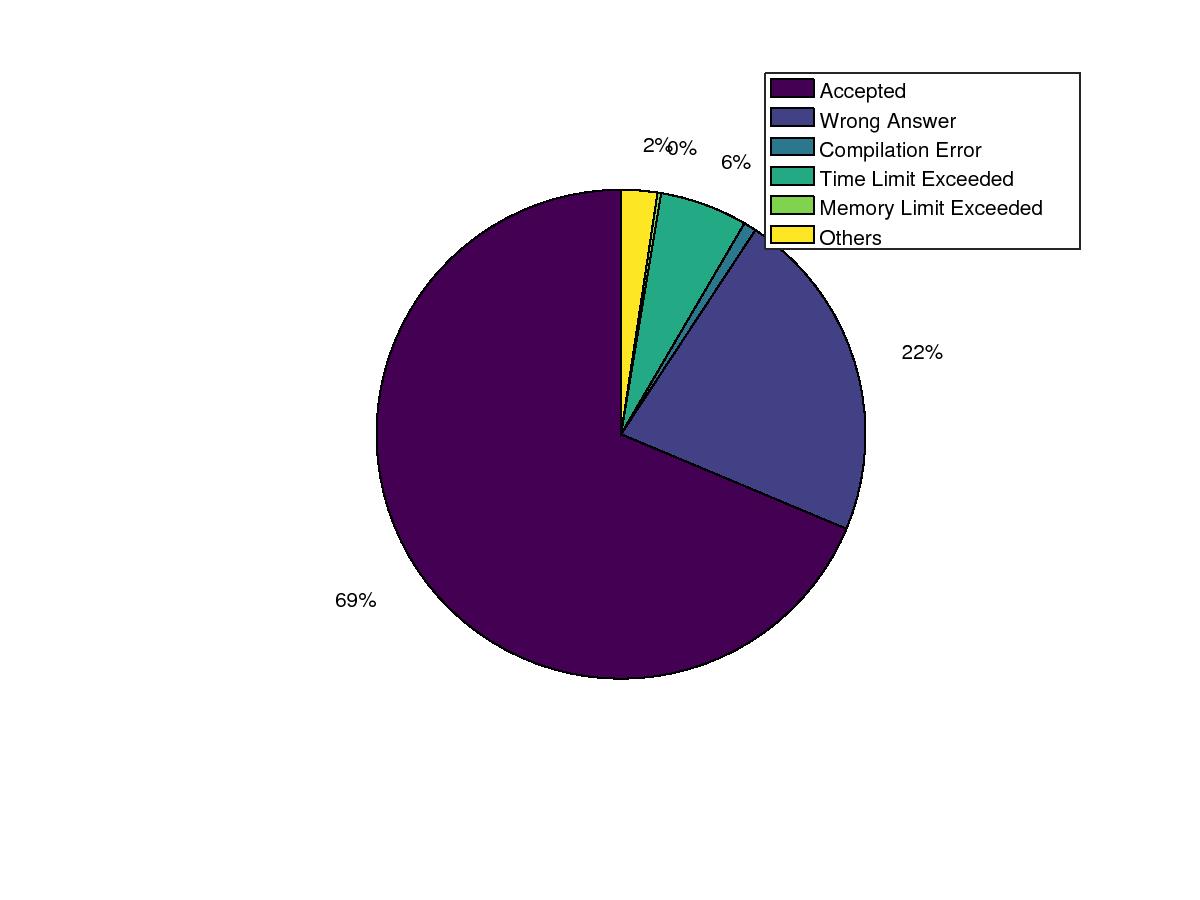 Accepted
Wrong Answer
Compilation Error
Time Limit Exceeded
Memory Limit Exceeded
Others
2%
0%
6%
22%
69%